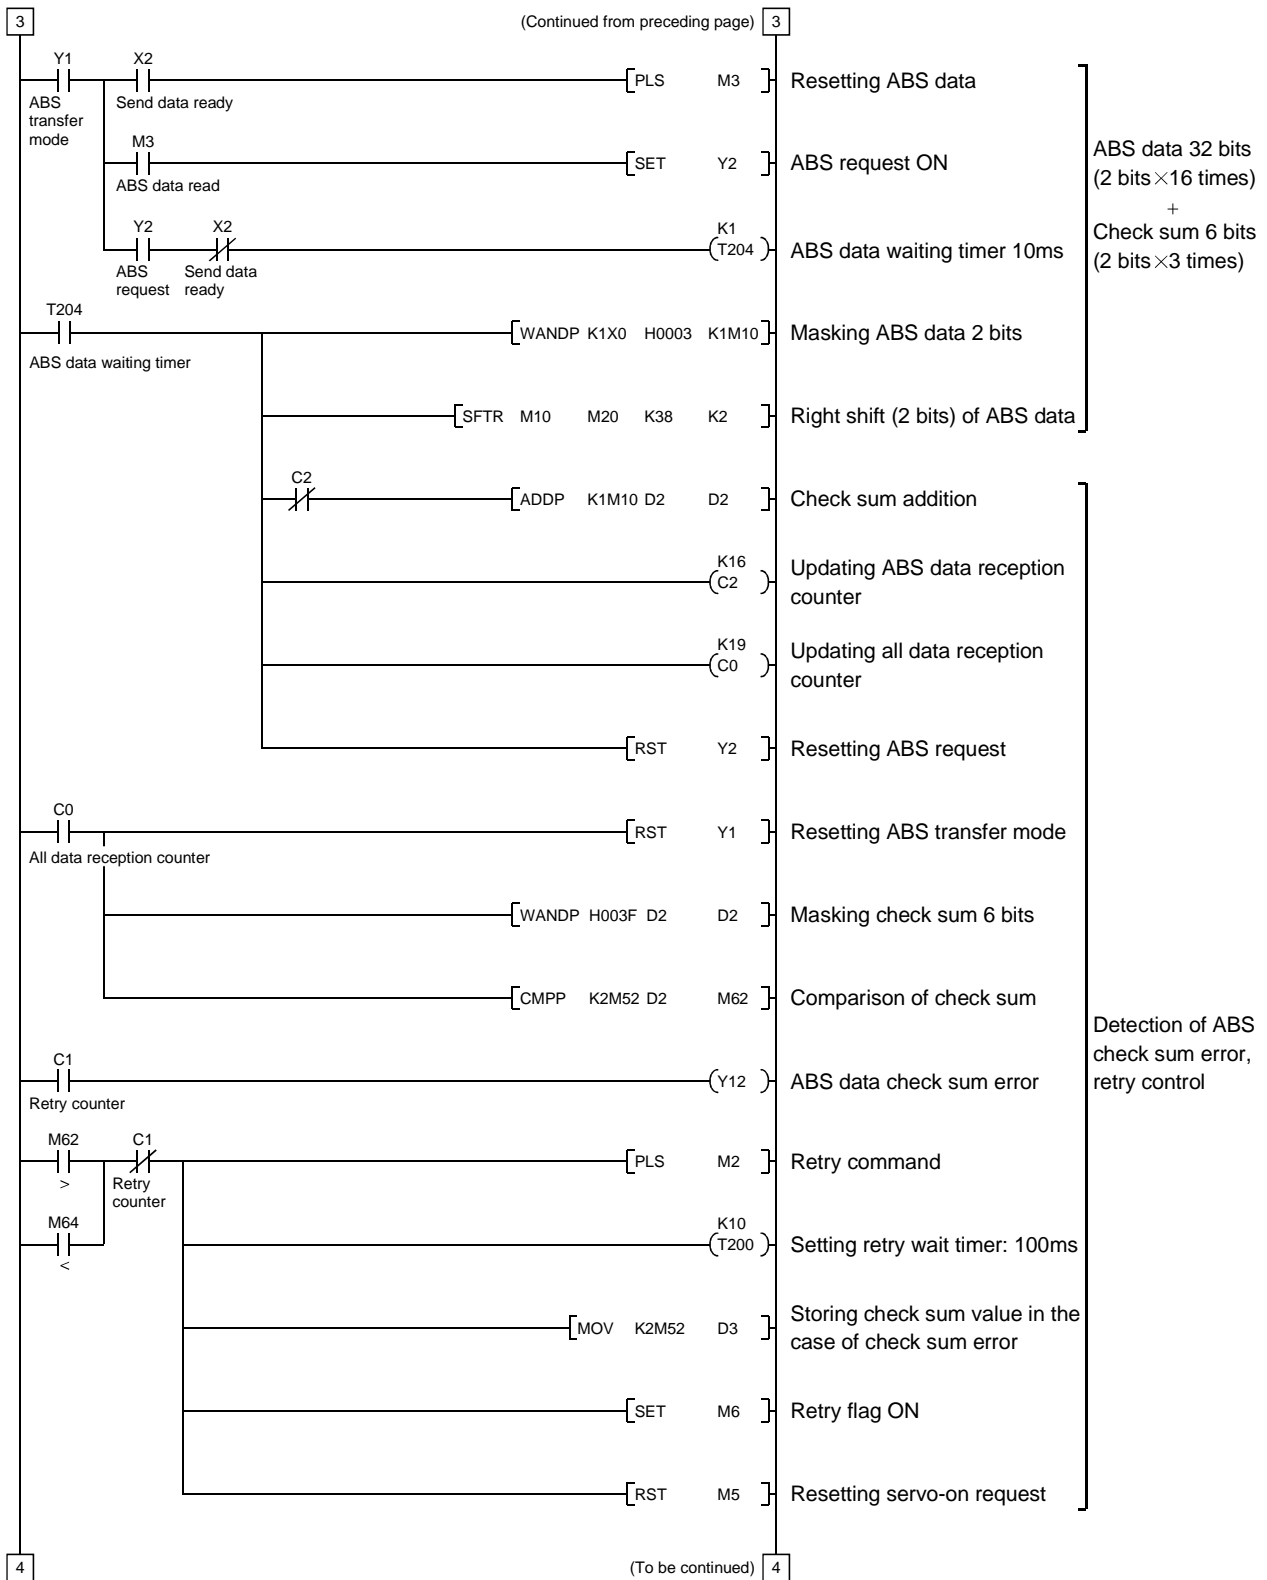 3 (Continued from preceding page) 3
Y1 X2
PLS M3 Resetting ABS data
ABS transfer mode Send data ready
M3
SET Y2 ABS request ON
ABS data read
ABS data 32 bits
(2 bits×16 times)
+
Check sum 6 bits
(2 bits×3 times)
Y2 X2 K1
T204 ABS data waiting timer 10ms
ABS request Send data ready
T204
WANDP K1X0 H0003 K1M10 Masking ABS data 2 bits
ABS data waiting timer
SFTR M10 M20 K38 K2 Right shift (2 bits) of ABS data
C2
ADDP K1M10 D2 D2 Check sum addition
K16
C2 Updating ABS data reception
counter
K19
C0 Updating all data reception
counter
RST Y2 Resetting ABS request
C0
RST Y1 Resetting ABS transfer mode
All data reception counter
WANDP H003F D2 D2 Masking check sum 6 bits
CMPP K2M52 D2 M62 Comparison of check sum
Detection of ABS
check sum error,
retry control
C1
Y12 ABS data check sum error
Retry counter
M62 C1
PLS M2 Retry command
> Retry
counter
M64 K10
T200 Setting retry wait timer: 100ms
<
MOV K2M52 D3 Storing check sum value in the
case of check sum error
SET M6 Retry flag ON
RST M5 Resetting servo-on request
4 (To be continued) 4